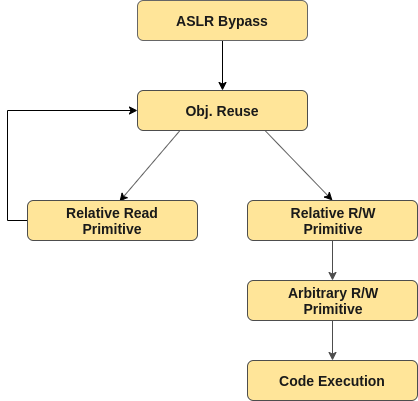 ASLR Bypass
Obj. Reuse
Relative Read
Primitive
Relative R/W
Primitive
Arbitrary R/W
Primitive
Code Execution